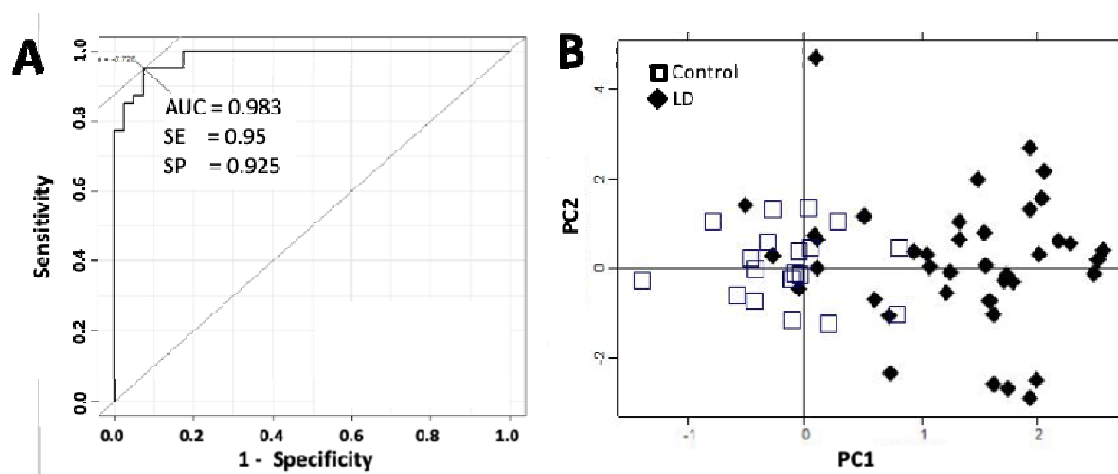 A
1.0
0.8
0.6
0.4
0.2
0.0
Sensitivity
AUC = 0.983
SE = 0.95
SP = 0.925
0.0 0.2 0.4 0.6 0.8 1.0
1 - Specificity
B
Control
LD
4
2
0
-2
PC2
-1 0 1 2
PC1